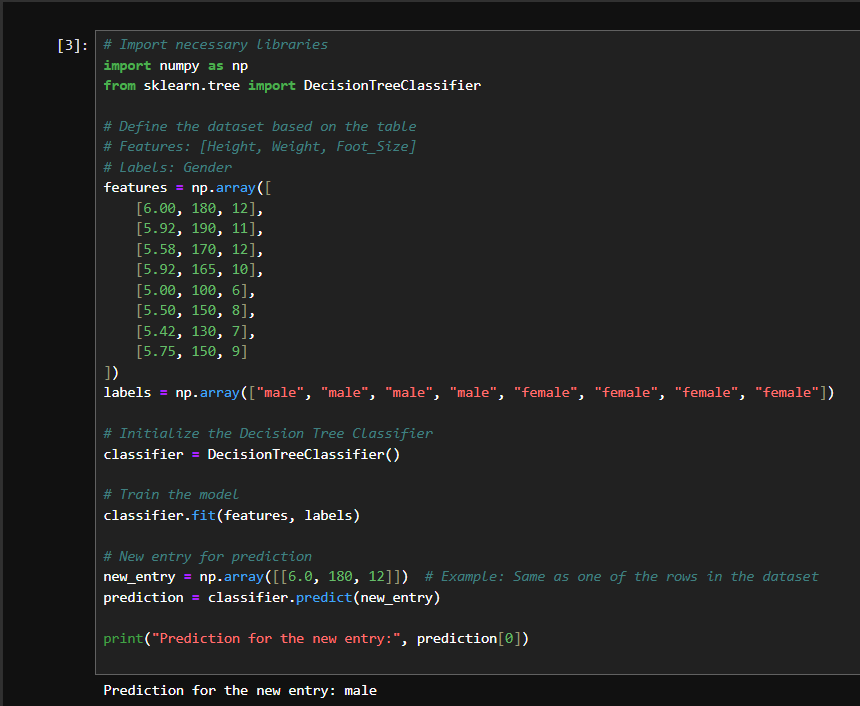 [3]: # Import necessary libraries
import numpy as np
from sklearn.tree import DecisionTreeClassifier
# Define the dataset based on the table
# Features: [Height, Weight, Foot_Size]
# Labels: Gender
features = np.array([
    [6.00, 180, 12],
    [5.92, 190, 11],
    [5.58, 170, 12],
    [5.92, 165, 10],
    [5.00, 100, 6],
    [5.50, 150, 8],
    [5.42, 130, 7],
    [5.75, 150, 9]
])
labels = np.array(["male", "male", "male", "male", "female", "female", "female", "female"])
# Initialize the Decision Tree Classifier
classifier = DecisionTreeClassifier()
# Train the model
classifier.fit(features, labels)
# New entry for prediction
new_entry = np.array([[6.0, 180, 12]])  # Example: Same as one of the rows in the dataset
prediction = classifier.predict(new_entry)
print("Prediction for the new entry:", prediction[0])
Prediction for the new entry: male